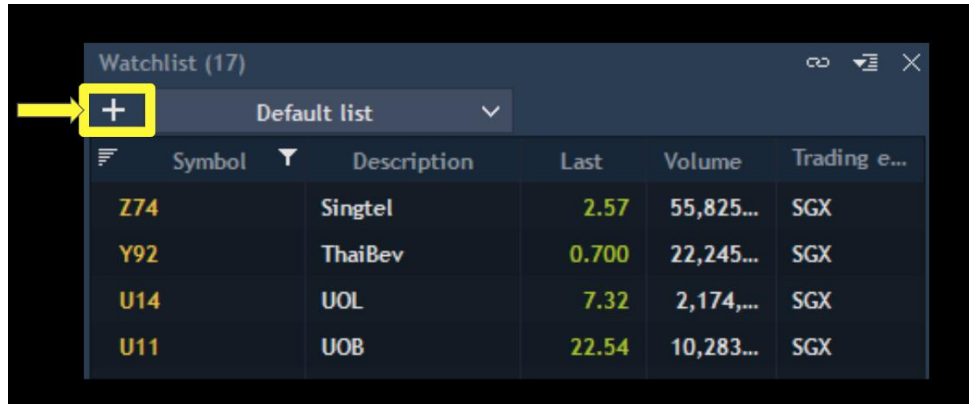 Watchlist (17)
Default list
Symbol Description Last Volume Trading e...
Z74 Singtel 2.57 55,825... SGX
Y92 ThaiBev 0.700 22,245... SGX
U14 UOL 7.32 2,174,... SGX
U11 UOB 22.54 10,283... SGX